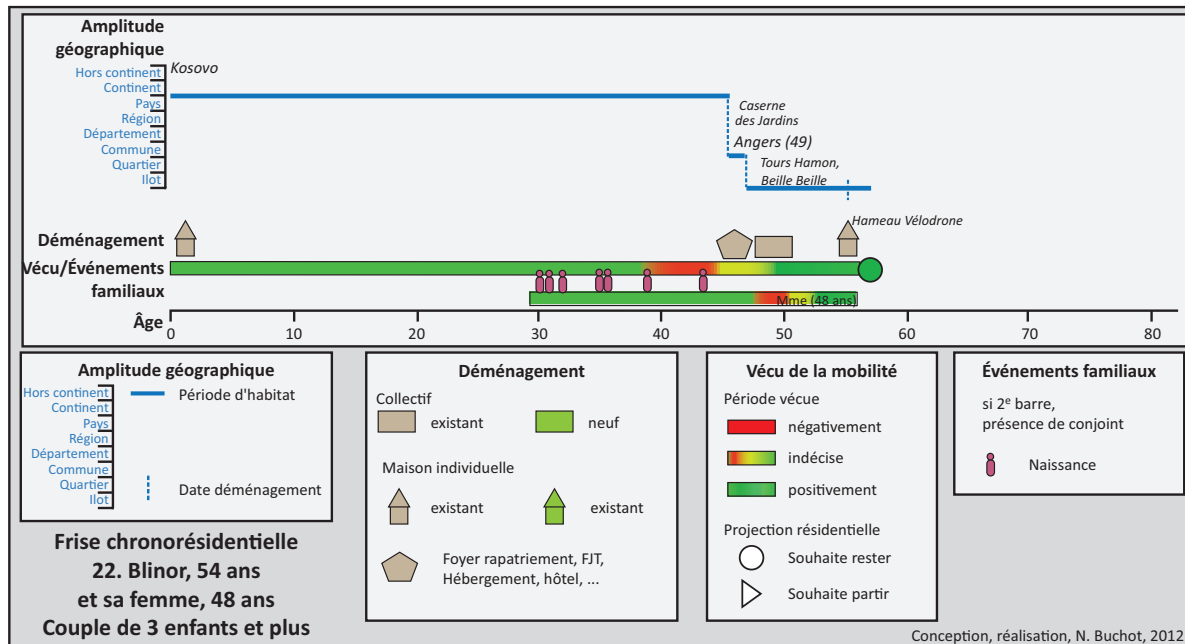 Amplitude
géographique
Hors continent
Continent
Pays
Région
Département
Commune
Quartier
Ilot
Kosovo
Caserne
des Jardins
Angers (49)
Tours Hamon,
Beille Beille
Hameau Vélodrone
Déménagement
Vécu/Événements
familiaux
Mme (48 ans)
Âge
0 10 20 30 40 50 60 70 80
Amplitude géographique
Hors continent
Continent
Pays
Région
Département
Commune
Quartier
Ilot
Période d'habitat
Date déménagement
Frise chronorésidentielle
22. Blinor, 54 ans
et sa femme, 48 ans
Couple de 3 enfants et plus
Déménagement
Collectif
existant neuf
Maison individuelle
existant existant
Foyer rapatriement, FJT,
Hébergement, hôtel, ...
Vécu de la mobilité
Période vécue
négativement
indécise
positivement
Projection résidentielle
Souhaite rester
Souhaite partir
Événements familiaux
si 2e barre,
présence de conjoint
Naissance
Conception, réalisation, N. Buchot, 2012